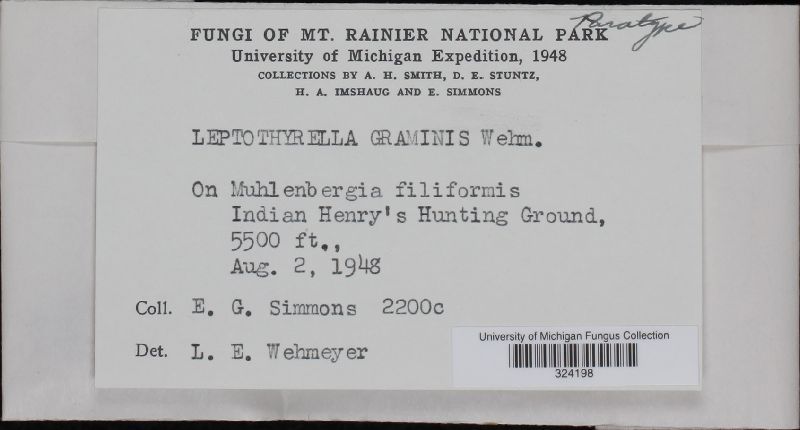 Paratype
FUNGI OF MT. RAINIER NATIONAL PARK
University of Michigan Expedition, 1948
COLLECTIONS BY A. H. SMITH, D. E. STUNTZ,
H. A. IMSHAUG AND E. SIMMONS
LEPTOTHYRELLA GRAMINIS Wehm.
On Muhlenbergia filiformis
Indian Henry's Hunting Ground,
5500 ft.,
Aug. 2, 1948
Coll. E. G. Simmons 2200c
Det. L. E. Wehmeyer
University of Michigan Fungus Collection
324198